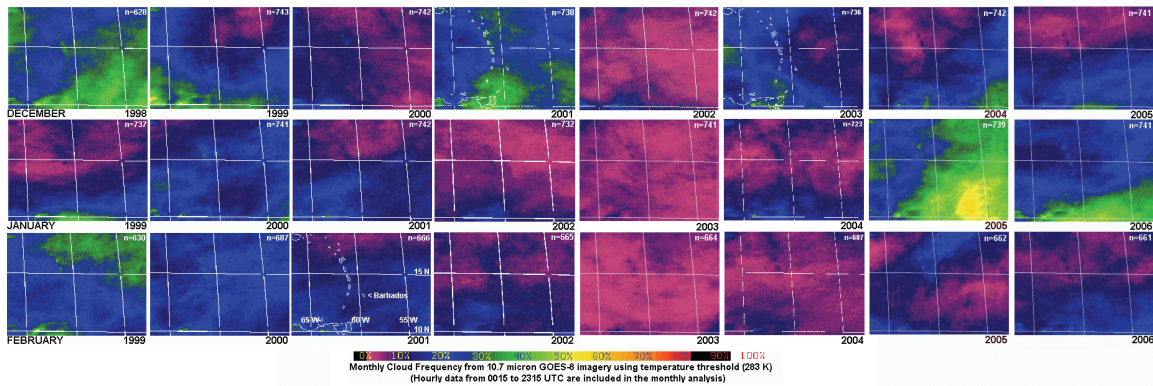 n=628 n=743 n=742 n=738 n=742 n=736 n=742 n=741
DECEMBER 1998 1999 2000 2001 2002 2003 2004 2005
n=737 n=741 n=742 n=732 n=741 n=723 n=739 n=741
JANUARY 1999 2000 2001 2002 2003 2004 2005 2006
n=630 n=687 n=666 n=665 n=664 n=687 n=662 n=661
15 N
< Barbados
65 W 60 W 55 W
10 N
FEBRUARY 1999 2000 2001 2002 2003 2004 2005 2006
0% 10% 20% 30% 40% 50% 60% 70% 80% 90% 100%
Monthly Cloud Frequency from 10.7 micron GOES-8 imagery using temperature threshold (283 K)
(Hourly data from 0015 to 2315 UTC are included in the monthly analysis)